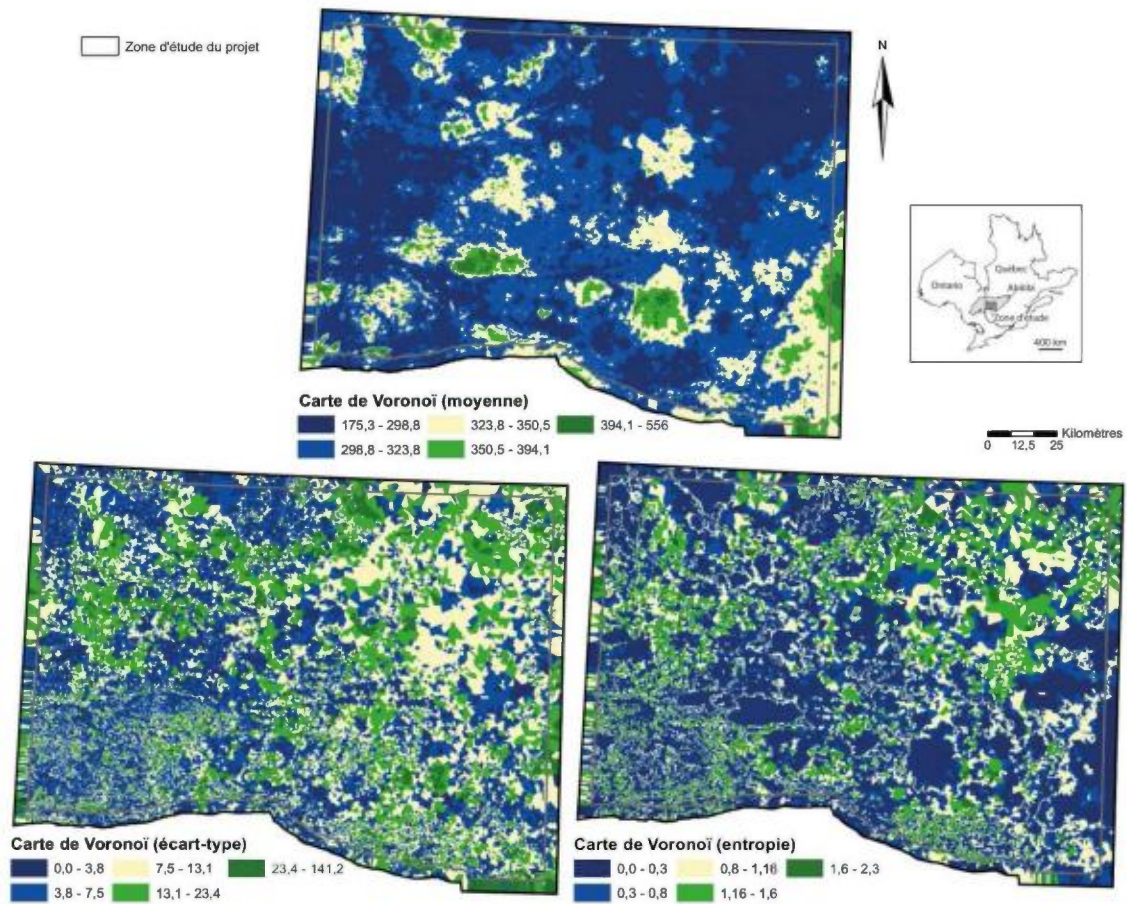 Zone d'étude du projet
N
Québec
Ontario
Abitibi
Zone d'étude
400 km
Carte de Voronoï (moyenne)
175,3 - 298,8
323,8 - 350,5
394,1 - 556
298,8 - 323,8
350,5 - 394,1
Kilomètres
0 12,5 25
Carte de Voronoï (écart-type)
0,0 - 3,8
7,5 - 13,1
23,4 - 141,2
3,8 - 7,5
13,1 - 23,4
Carte de Voronoï (entropie)
0,0 - 0,3
0,8 - 1,16
1,6 - 2,3
0,3 - 0,8
1,16 - 1,6